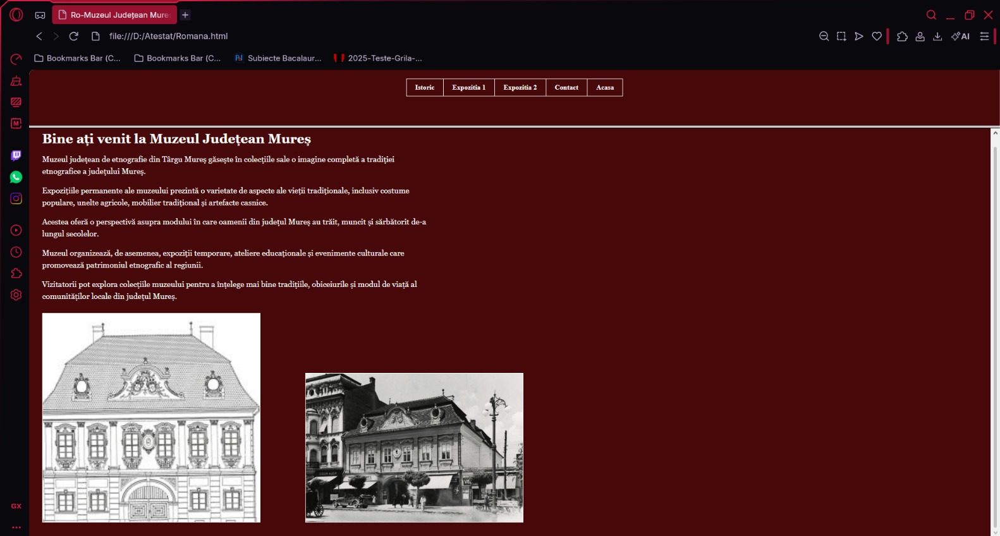 Ro-Muzeul Județean Mure
file:///D:/Atestat/Romana.html
AI
Bookmarks Bar (C...
Bookmarks Bar (C...
Subiecte Bacalaur...
2025-Teste-Grila-...
M
Istoric
Expozitia 1
Expozitia 2
Contact
Acasa
Bine ați venit la Muzeul Județean Mureș
Muzeul județean de etnografie din Târgu Mureș găsește în colecțiile sale o imagine completă a tradiției
etnografice a județului Mureș.
Expozițiile permanente ale muzeului prezintă o varietate de aspecte ale vieții tradiționale, inclusiv costume
populare, unelte agricole, mobilier tradițional și artefacte casnice.
Acestea oferă o perspectivă asupra modului în care oamenii din județul Mureș au trăit, muncit și sărbătorit de-a
lungul secolelor.
Muzeul organizează, de asemenea, expoziții temporare, ateliere educaționale și evenimente culturale care
promovează patrimoniul etnografic al regiunii.
Vizitatorii pot explora colecțiile muzeului pentru a înțelege mai bine tradițiile, obiceiurile și modul de viață al
comunităților locale din județul Mureș.
GX